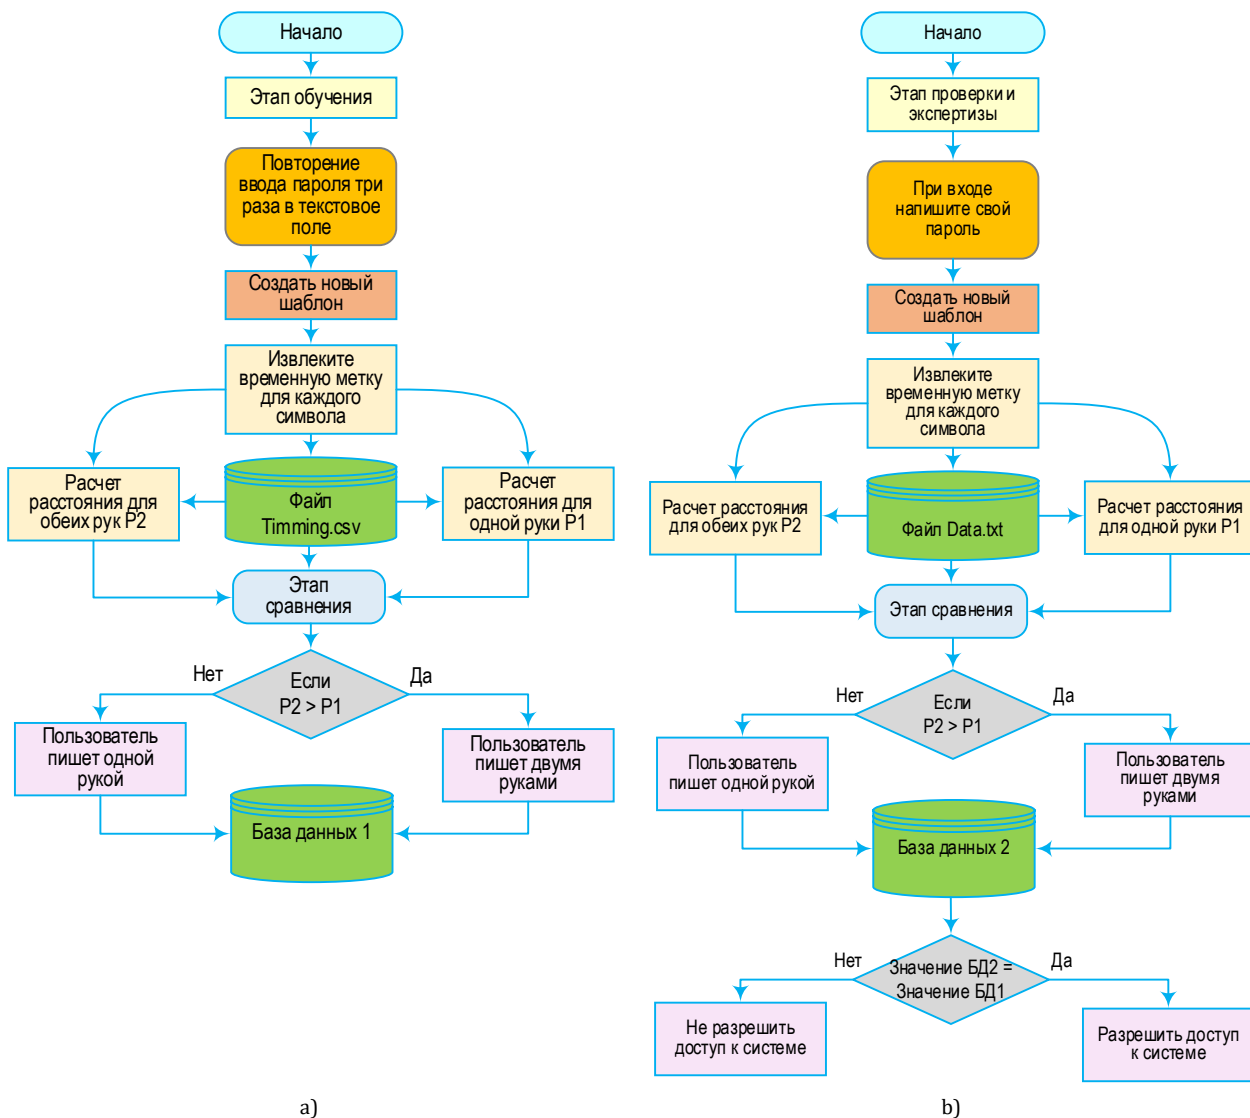 Начало
Этап обучения
Повторение
ввода пароля три
раза в текстовое
поле
Создать новый
шаблон
Извлеките
временную метку
для каждого
символа
Расчет
расстояния для
обеих рук P2
Файл
Timming.csv
Расчет
расстояния для
одной руки P1
Этап
сравнения
Нет
Если
P2 > P1
Да
Пользователь
пишет одной
рукой
Пользователь
пишет двумя
руками
База данных 1
a)
Начало
Этап проверки и
экспертизы
При входе
напишите свой
пароль
Создать новый
шаблон
Извлеките
временную метку
для каждого
символа
Расчет расстояния
для обеих рук P2
Файл Data.txt
Расчет расстояния
для одной руки P1
Этап сравнения
Нет
Если
P2 > P1
Да
Пользователь
пишет одной рукой
Пользователь
пишет двумя
руками
База данных 2
Нет
Значение БД2 =
Значение БД1
Да
Не разрешить
доступ к системе
Разрешить доступ
к системе
b)